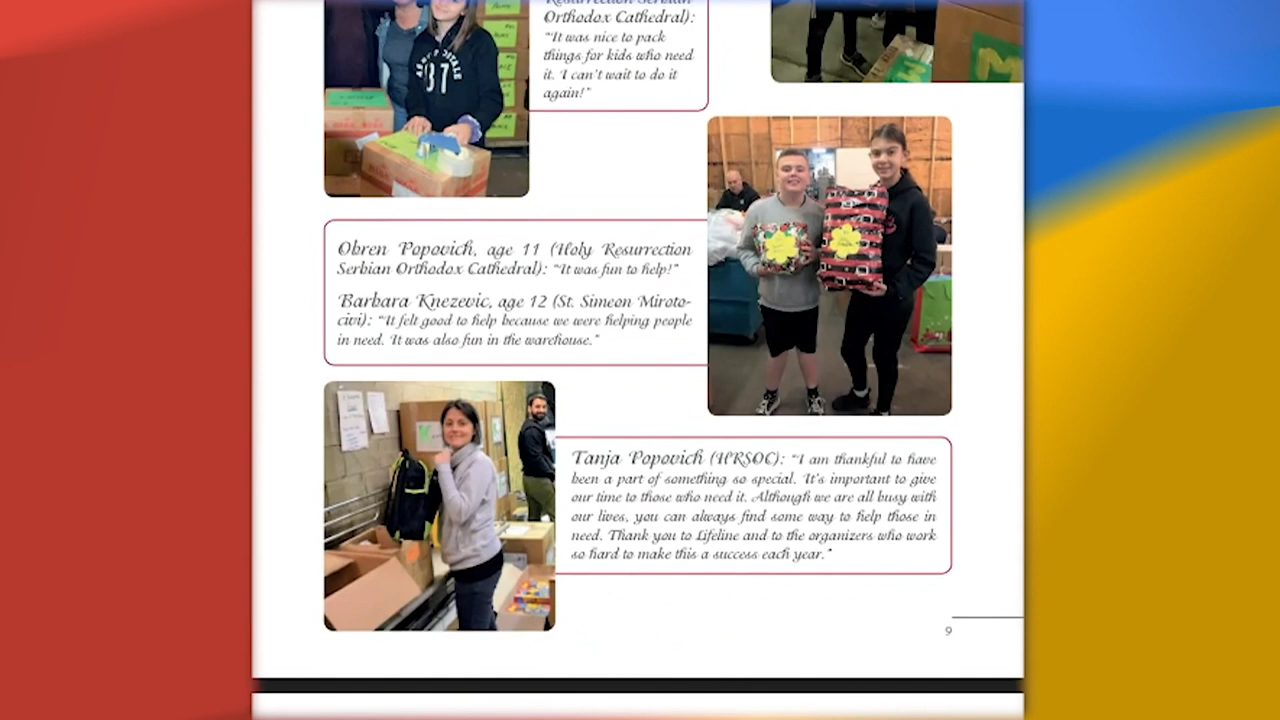 Resurrection Serbian
Orthodox Cathedral):
"It was nice to pack
things for kids who need
it. I can't wait to do it
again!"
87
M
Obren Popovich, age 11 (Holy Resurrection
Serbian Orthodox Cathedral): "It was fun to help!"
Barbara Knezevic, age 12 (St. Simeon Miroto-
civi): "It felt good to help because we were helping people
in need. It was also fun in the warehouse."
Tanja Popovich (HRSOC): "I am thankful to have
been a part of something so special. It's important to give
our time to those who need it. Although we are all busy with
our lives, you can always find some way to help those in
need. Thank you to Lifeline and to the organizers who work
so hard to make this a success each year."
9